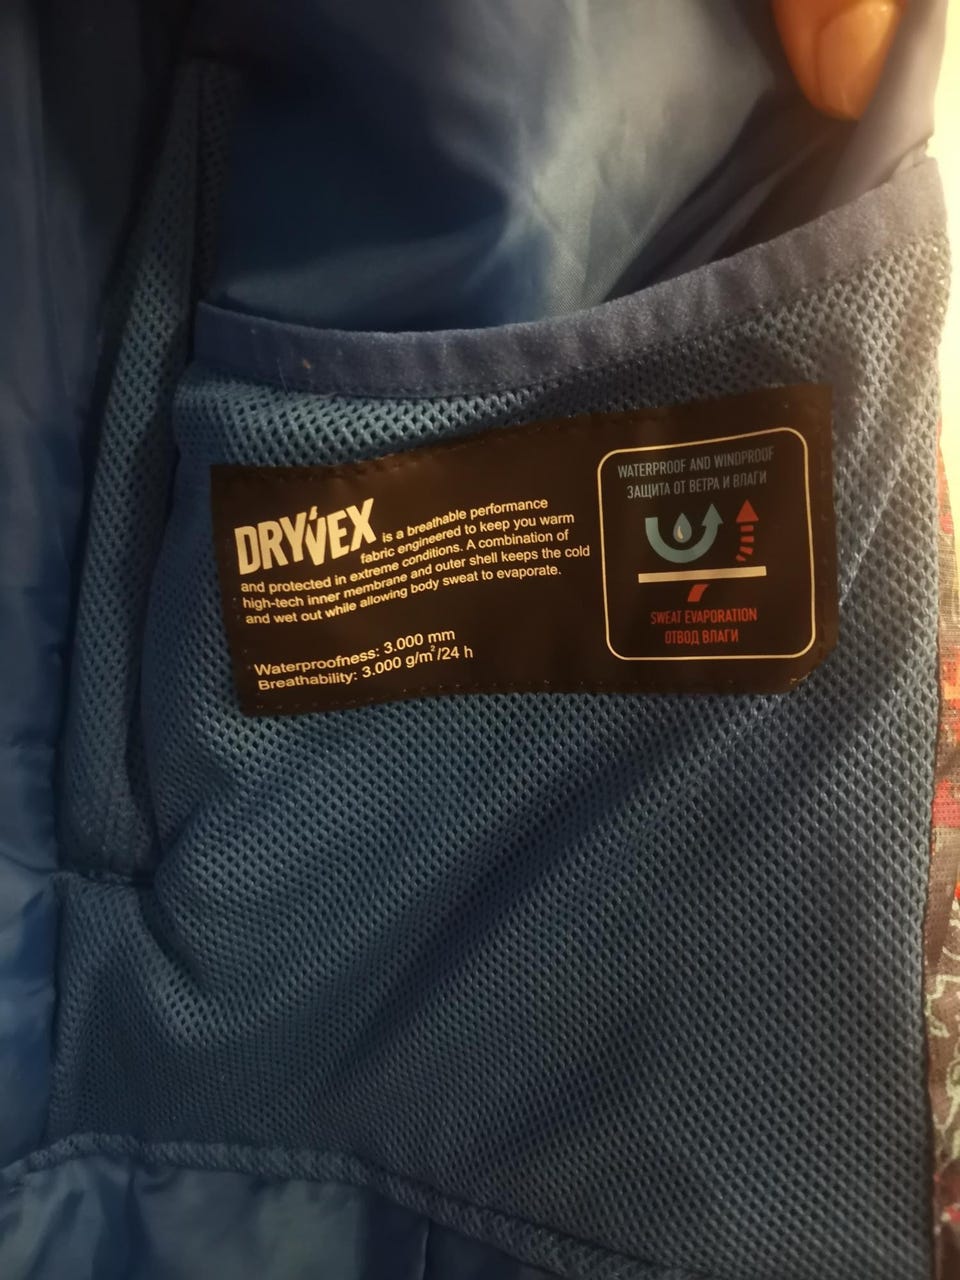 DRYVEX is a breathable performance
fabric engineered to keep you warm
and protected in extreme conditions. A combination of
high-tech inner membrane and outer shell keeps the cold
and wet out while allowing body sweat to evaporate.
Waterproofness: 3.000 mm
Breathability: 3.000 g/m²/24 h
WATERPROOF AND WINDPROOF
ЗАЩИТА ОТ ВЕТРА И ВЛАГИ
SWEAT EVAPORATION
ОТВОД ВЛАГИ